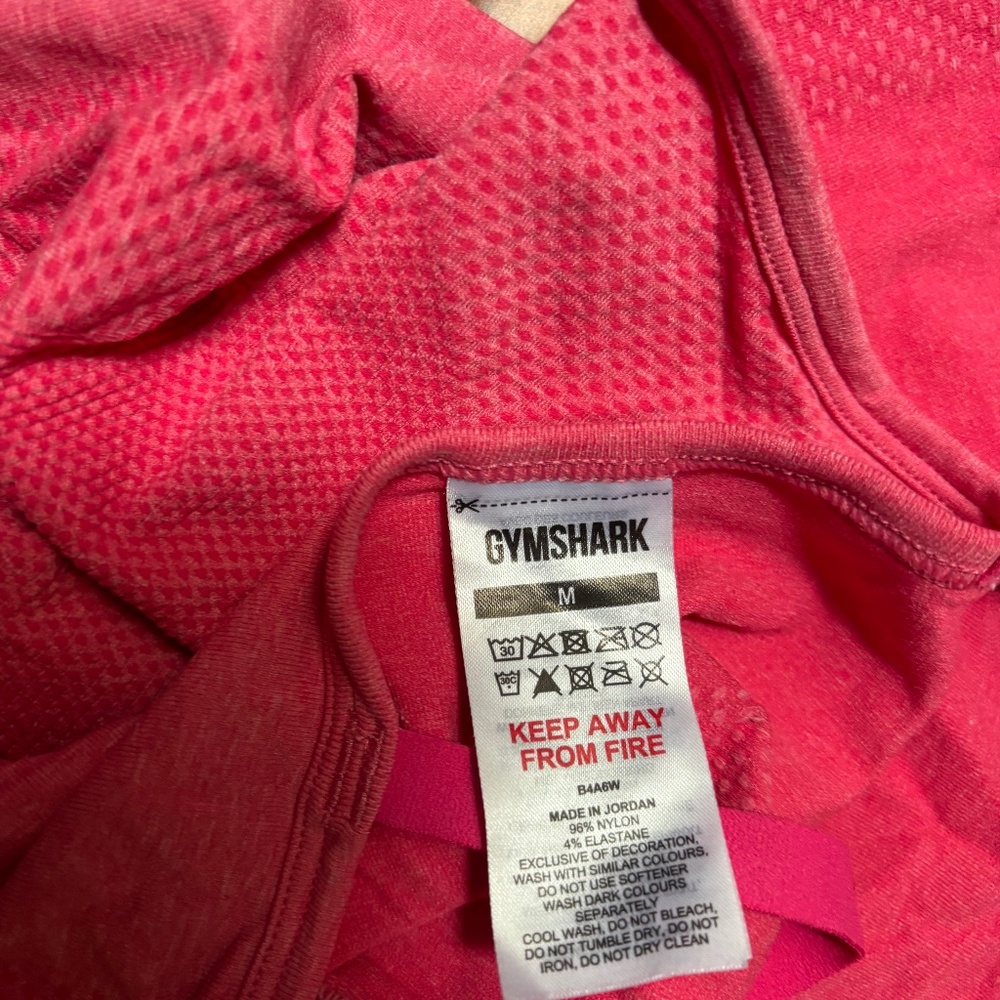 GYMSHARK
M
30
30C
KEEP AWAY
FROM FIRE
B4A6W
MADE IN JORDAN
96% NYLON
4% ELASTANE
EXCLUSIVE OF DECORATION.
WASH WITH SIMILAR COLOURS,
DO NOT USE SOFTENER
WASH DARK COLOURS
SEPARATELY
COOL WASH, DO NOT BLEACH,
DO NOT TUMBLE DRY, DO NOT
IRON, DO NOT DRY CLEAN